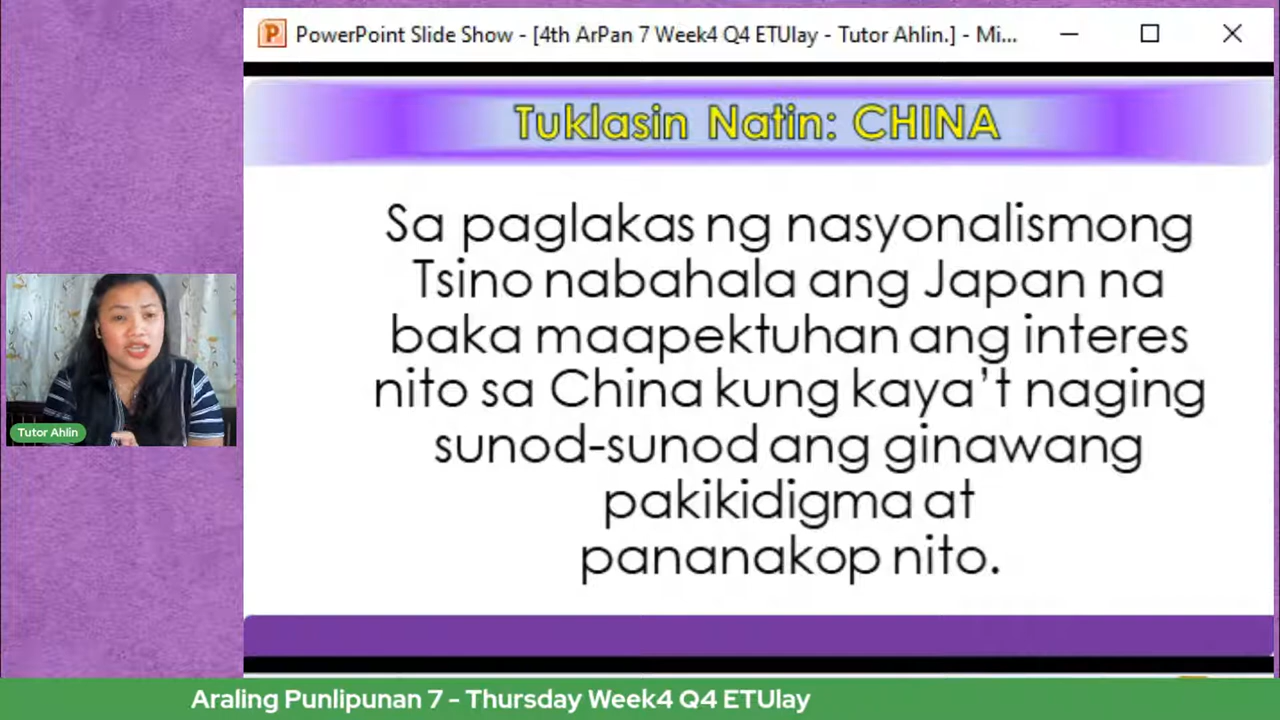 PowerPoint Slide Show - [4th ArPan 7 Week4 Q4 ETUlay - Tutor Ahlin.] - Mi...
Tuklasin Natin: CHINA
Sa paglakas ng nasyonalismong
Tsino nabahala ang Japan na
baka maapektuhan ang interes
nito sa China kung kaya't naging
sunod-sunod ang ginawang
pakikidigma at
pananakop nito.
Tutor Ahlin
Araling Punlipunan 7 - Thursday Week4 Q4 ETUlay